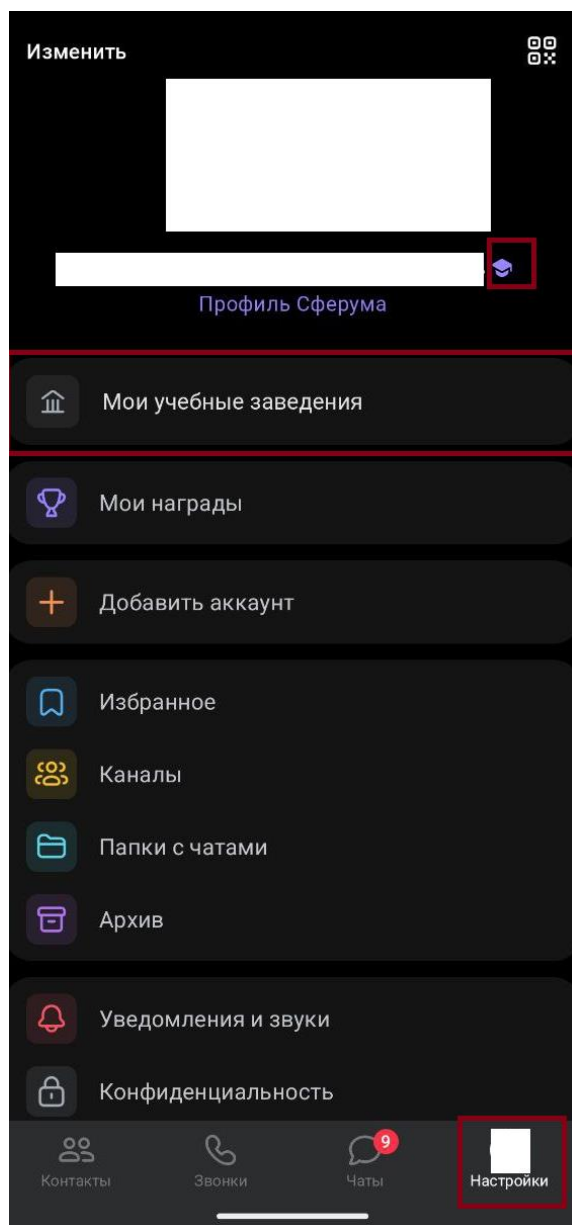 Изменить
Профиль Сферума
Мои учебные заведения
Мои награды
Добавить аккаунт
Избранное
Каналы
Папки с чатами
Архив
Уведомления и звуки
Конфиденциальность
9
Контакты
Звонки
Чаты
Настройки